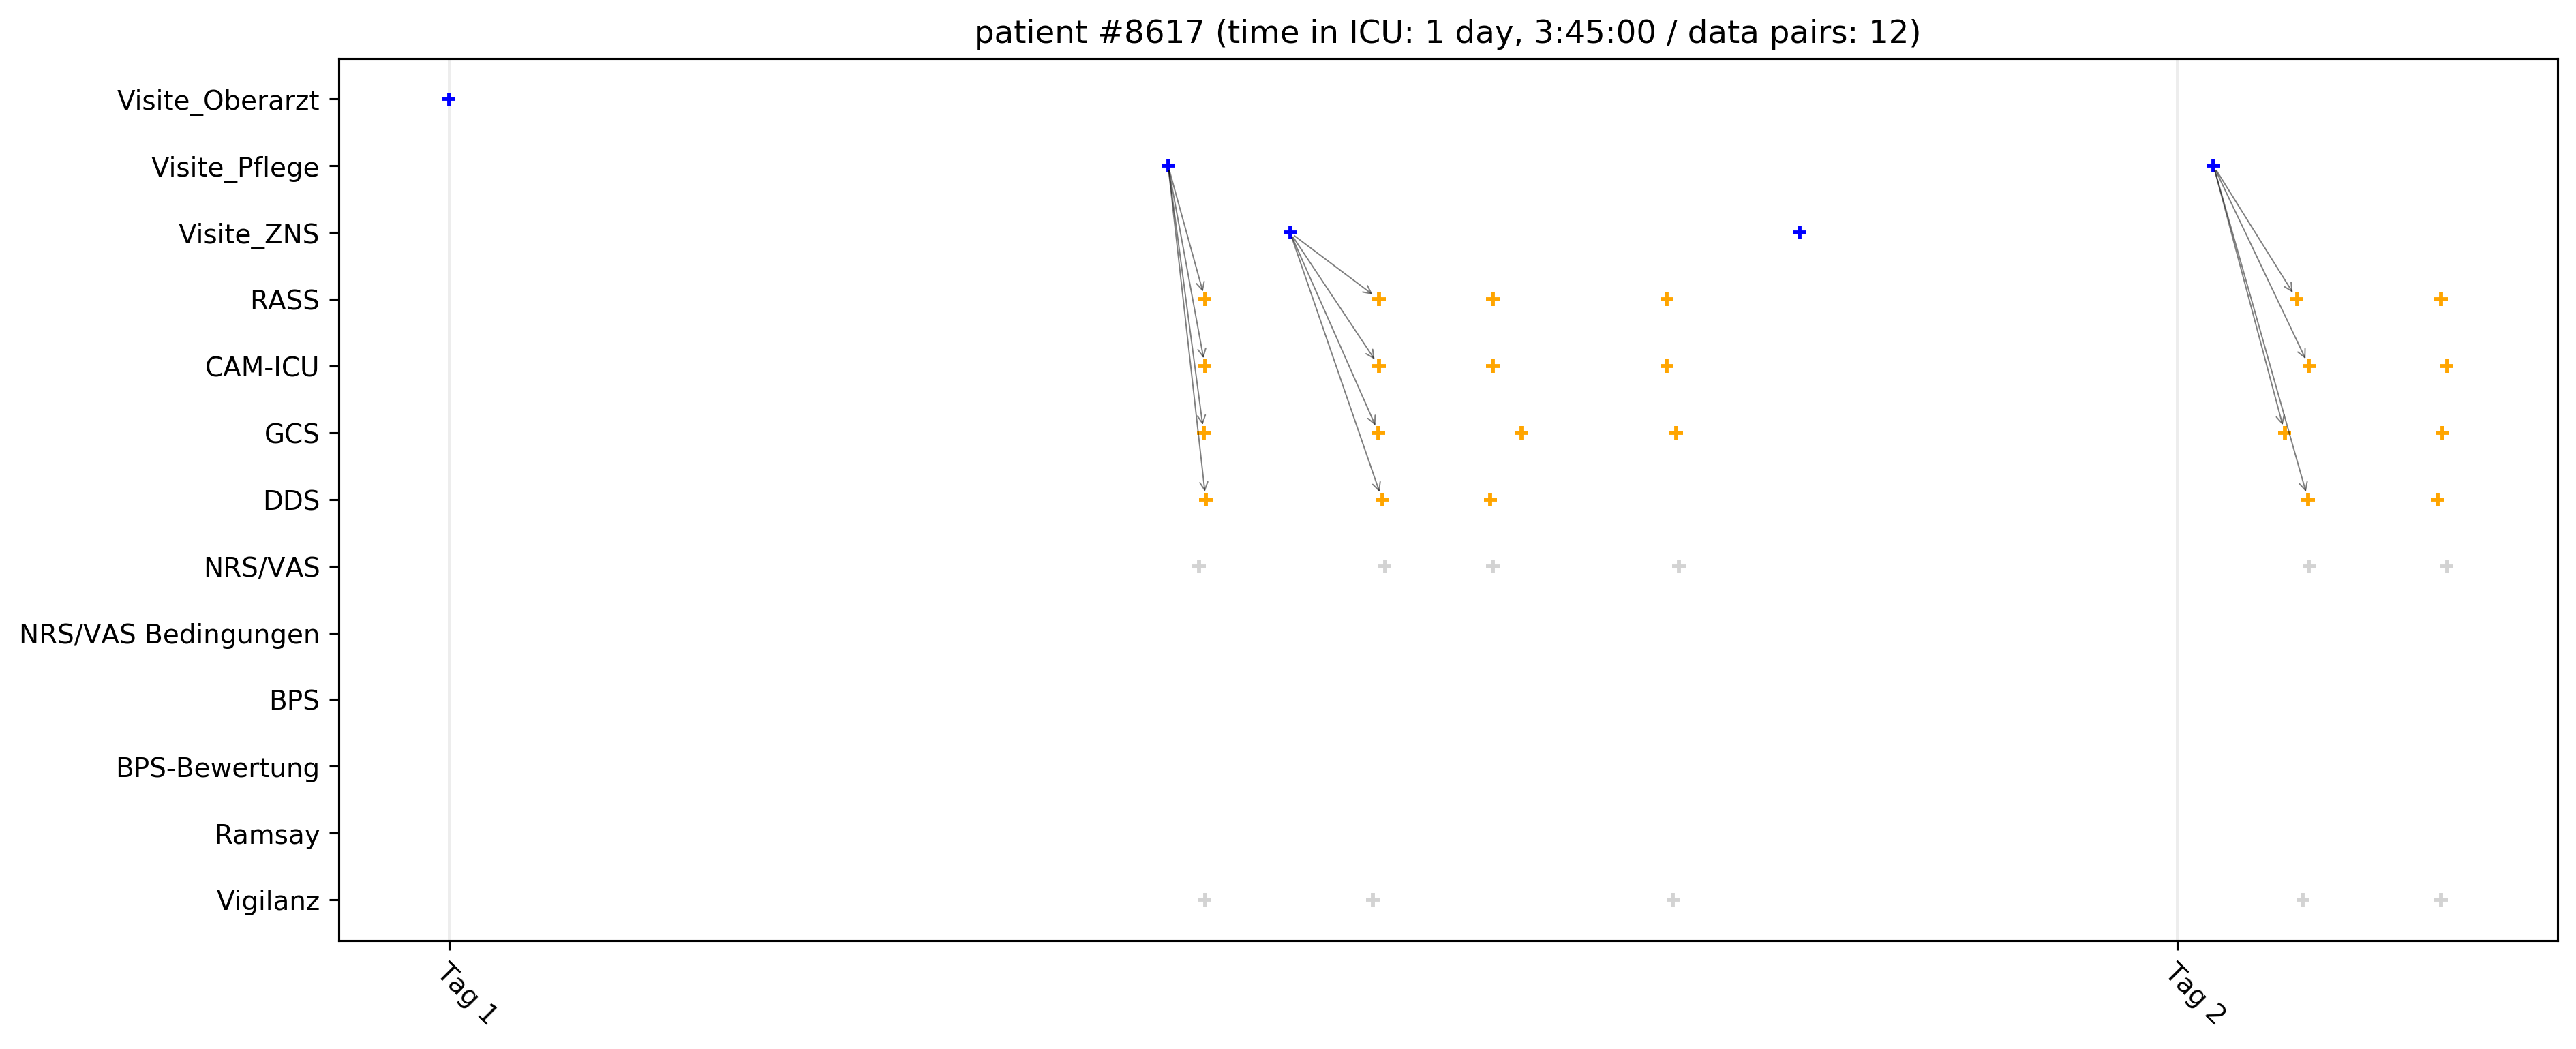 patient #8617 (time in ICU: 1 day, 3:45:00 / data pairs: 12)
Visite_Oberarzt
Visite_Pflege
Visite_ZNS
RASS
CAM-ICU
GCS
DDS
NRS/VAS
NRS/VAS Bedingungen
BPS
BPS-Bewertung
Ramsay
Vigilanz
Tag 1
Tag 2